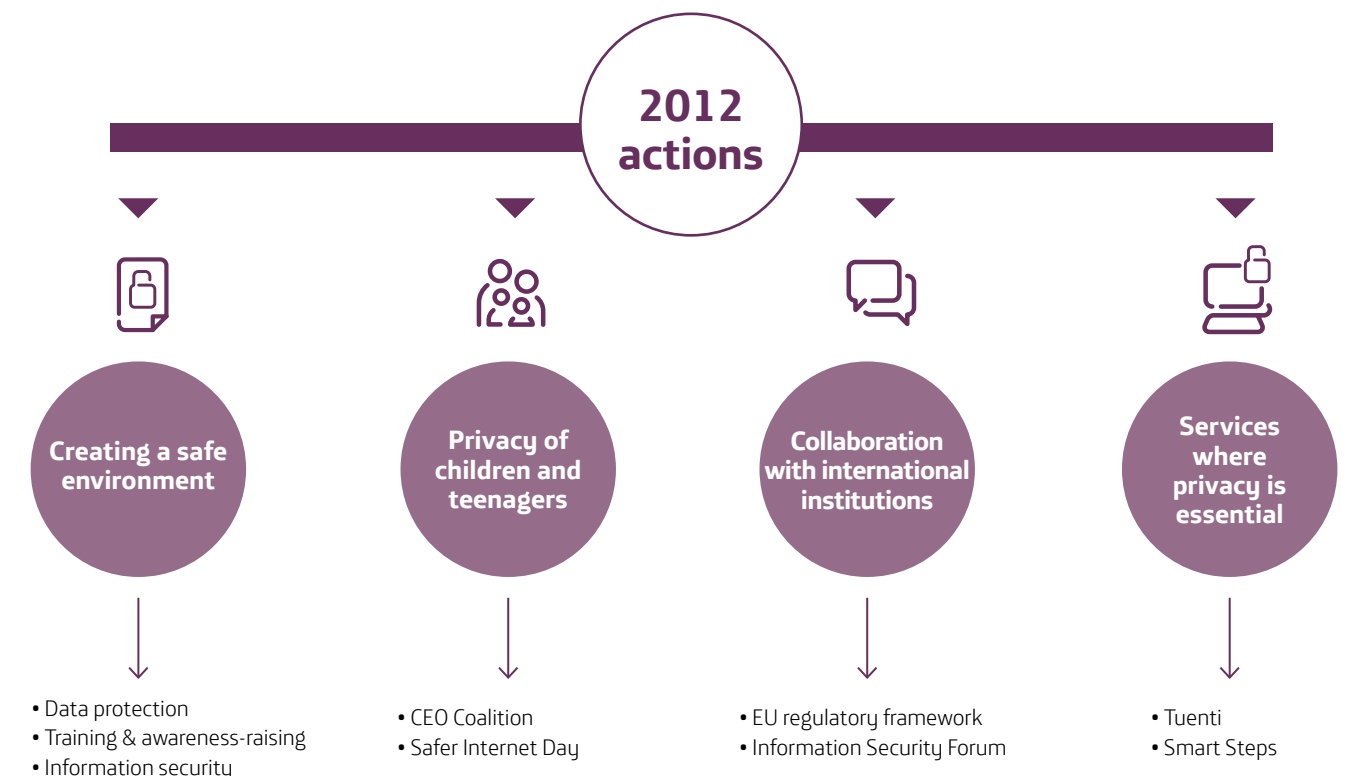 2012
actions
Creating a safe
environment
• Data protection
• Training & awareness-raising
• Information security
Privacy of
children and
teenagers
• CEO Coalition
• Safer Internet Day
Collaboration
with international
institutions
• EU regulatory framework
• Information Security Forum
Services
where
privacy is
essential
• Tuenti
• Smart Steps